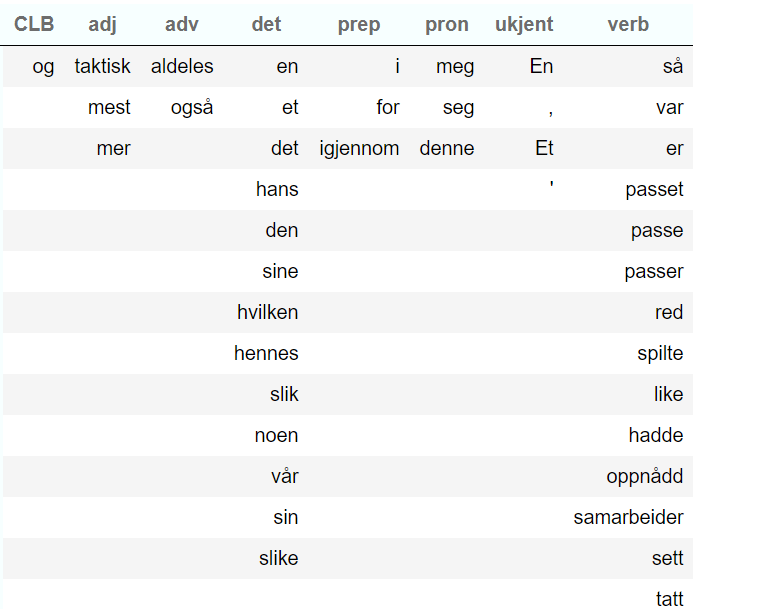 CLB adj adv det prep pron ukjent verb
og taktisk aldeles en i meg En så
mest også et for seg , var
mer det igjennom denne Et er
hans ' passet
den passe
sine passer
hvilken red
hennes spilte
slik like
noen hadde
vår oppnådd
sin samarbeider
slike sett
tatt